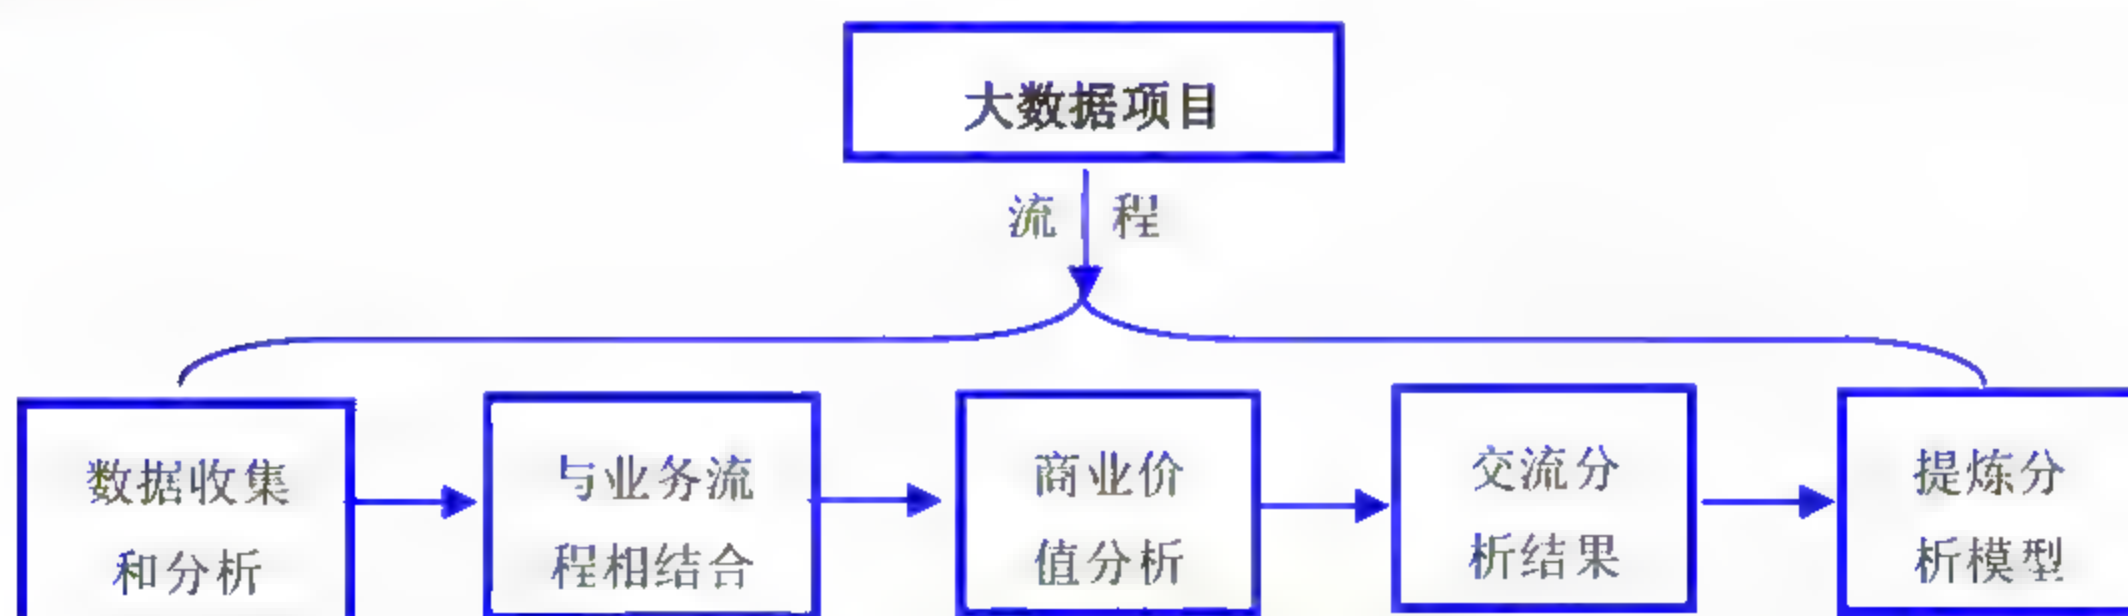 大数据项目
流程
数据收集
和分析
与业务流
程相结合
商业价
值分析
交流分
析结果
提炼分
析模型